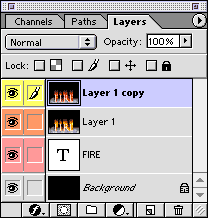 Channels Paths Layers
Normal Opacity: 100%
Lock:
Layer 1 copy
Layer 1
T FIRE
Background